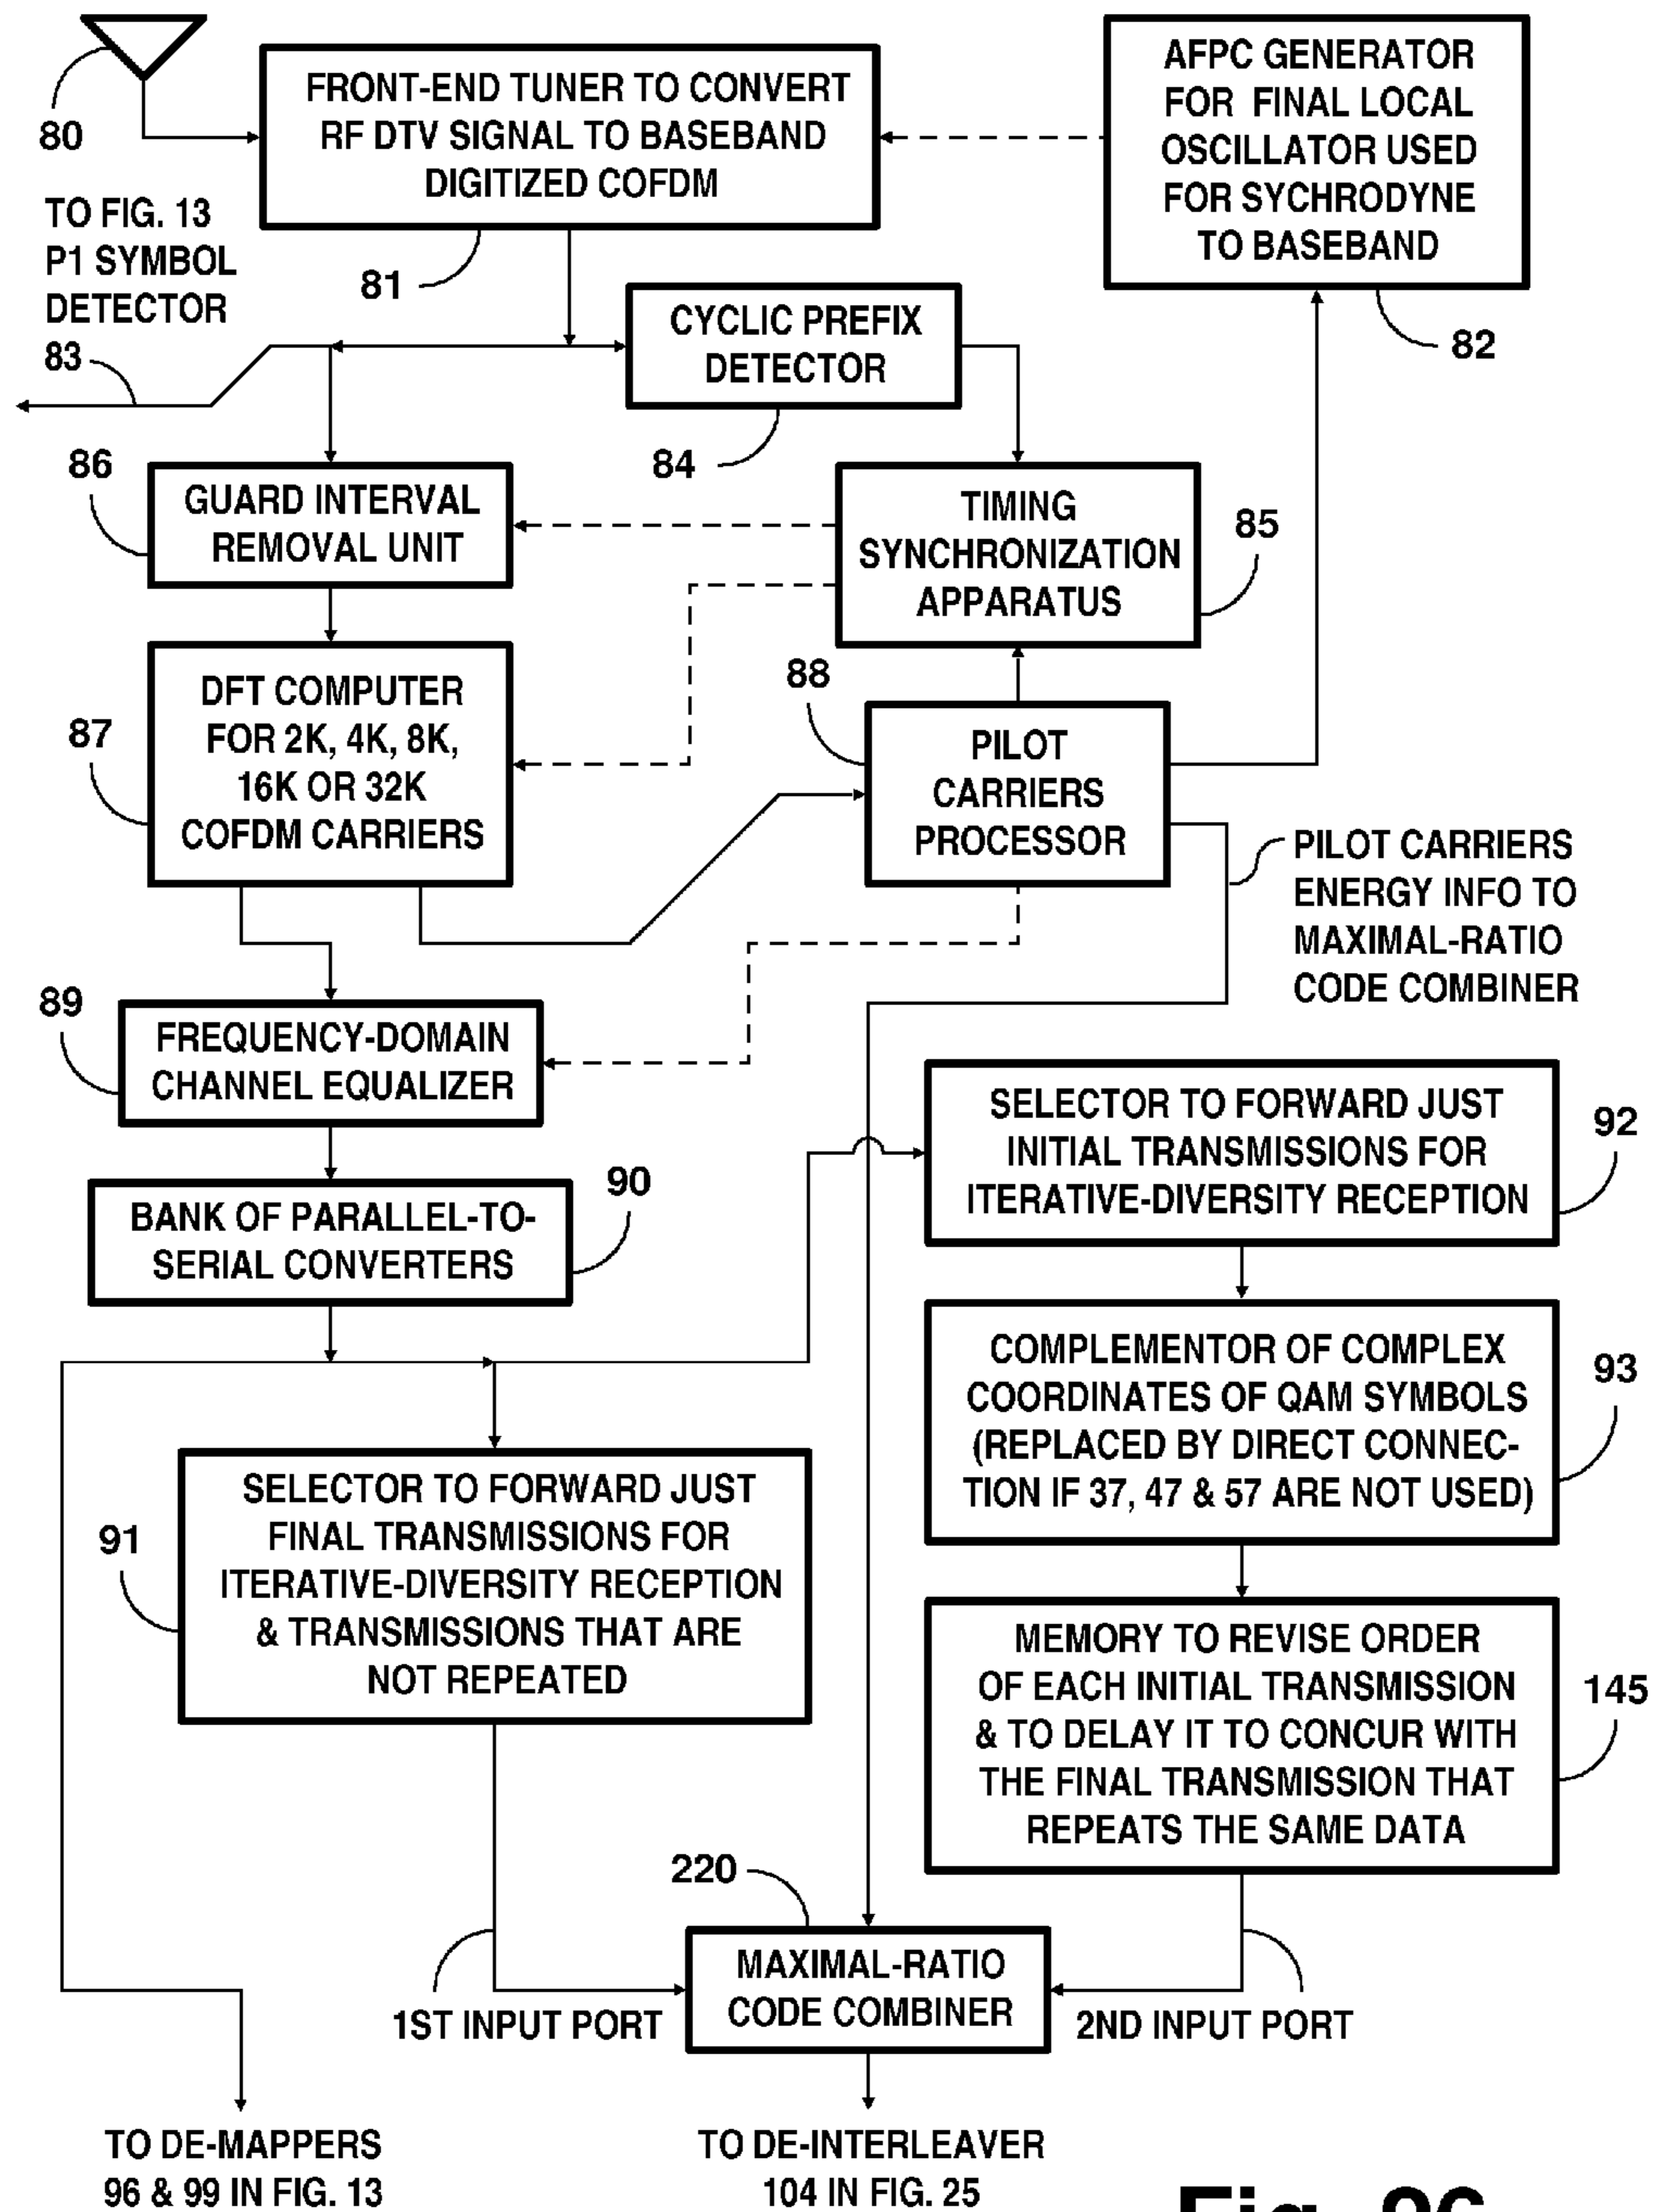 80
FRONT-END TUNER TO CONVERT
RF DTV SIGNAL TO BASEBAND
DIGITIZED COFDM
81
AFPC GENERATOR
FOR FINAL LOCAL
OSCILLATOR USED
FOR SYCHRODYNE
TO BASEBAND
82
TO FIG. 13
P1 SYMBOL
DETECTOR
83
CYCLIC PREFIX
DETECTOR
84
86
GUARD INTERVAL
REMOVAL UNIT
TIMING
SYNCHRONIZATION
APPARATUS
85
87
DFT COMPUTER
FOR 2K, 4K, 8K,
16K OR 32K
COFDM CARRIERS
88
PILOT
CARRIERS
PROCESSOR
PILOT CARRIERS
ENERGY INFO TO
MAXIMAL-RATIO
CODE COMBINER
89
FREQUENCY-DOMAIN
CHANNEL EQUALIZER
BANK OF PARALLEL-TO-
SERIAL CONVERTERS
90
SELECTOR TO FORWARD JUST
INITIAL TRANSMISSIONS FOR
ITERATIVE-DIVERSITY RECEPTION
92
COMPLEMENTOR OF COMPLEX
COORDINATES OF QAM SYMBOLS
(REPLACED BY DIRECT CONNEC-
TION IF 37, 47 & 57 ARE NOT USED)
93
91
SELECTOR TO FORWARD JUST
FINAL TRANSMISSIONS FOR
ITERATIVE-DIVERSITY RECEPTION
& TRANSMISSIONS THAT ARE
NOT REPEATED
MEMORY TO REVISE ORDER
OF EACH INITIAL TRANSMISSION
& TO DELAY IT TO CONCUR WITH
THE FINAL TRANSMISSION THAT
REPEATS THE SAME DATA
145
220
MAXIMAL-RATIO
CODE COMBINER
1ST INPUT PORT
2ND INPUT PORT
TO DE-MAPPERS
96 & 99 IN FIG. 13
TO DE-INTERLEAVER
104 IN FIG. 25